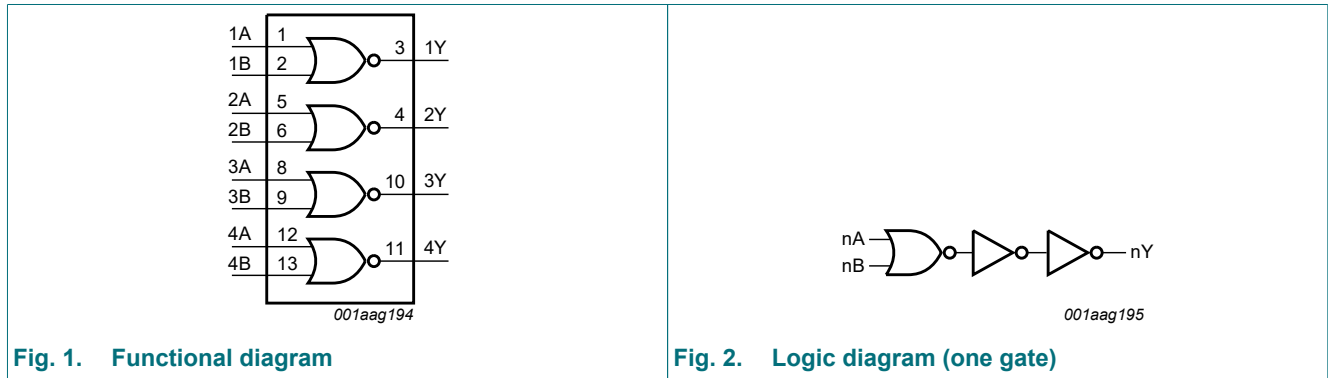 1A 1 3 1Y
1B 2
2A 5 4 2Y
2B 6
3A 8 10 3Y
3B 9
4A 12 11 4Y
4B 13
001aag194
Fig. 1. Functional diagram
nA nY
nB
001aag195
Fig. 2. Logic diagram (one gate)